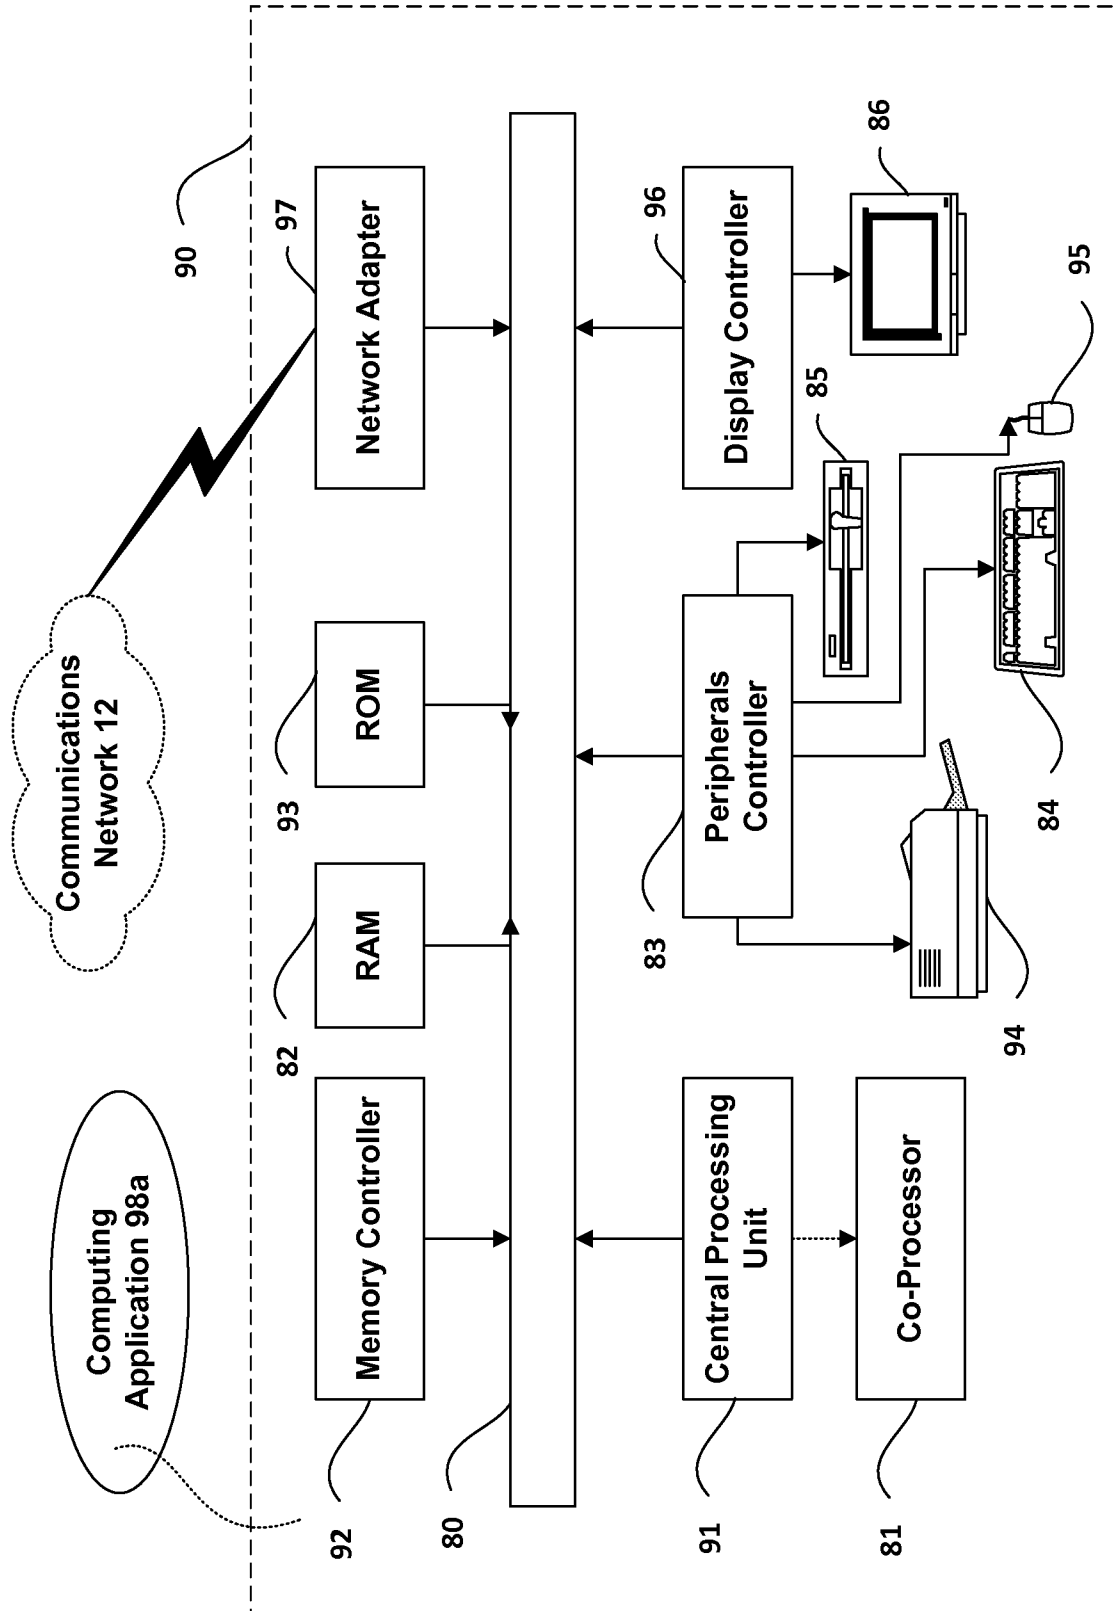 Computing
Application 98a
Communications
Network 12
90
92
Memory Controller
82
RAM
93
ROM
97
Network Adapter
80
91
Central Processing
Unit
83
Peripherals
Controller
96
Display Controller
81
Co-Processor
94
84
85
95
86